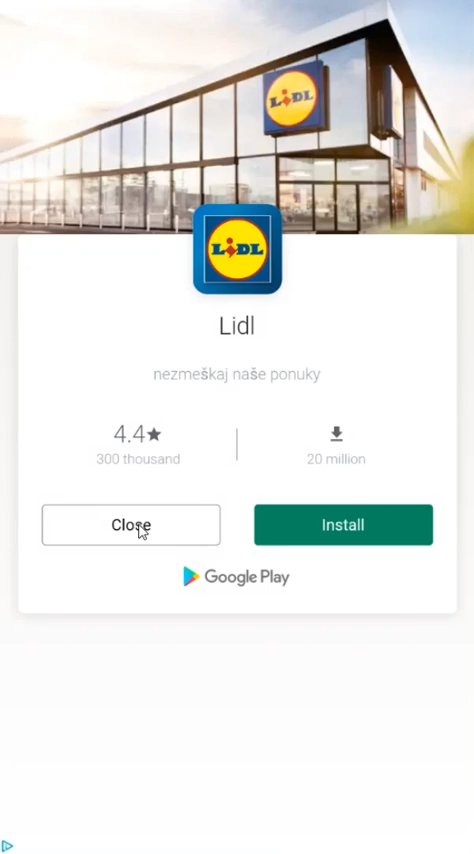 LIDL
LIDL
Lidl
nezmeškaj naše ponuky
4.4★
300 thousand
20 million
Close
Install
Google Play